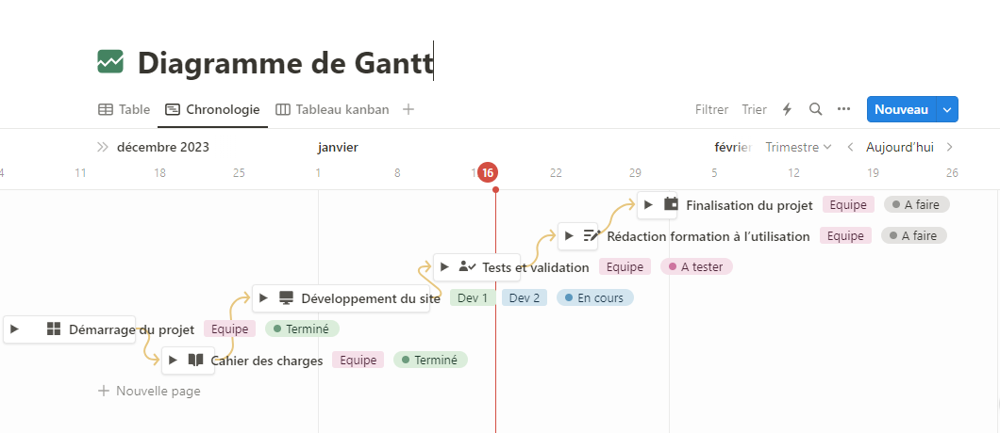 Diagramme de Gantt
Table Chronologie Tableau kanban Filtrer Trier Nouveau
décembre 2023 janvier février Trimestre Aujourd'hui
4 11 18 25 1 8 16 22 29 5 12 19 26
Finalisation du projet Equipe A faire
Rédaction formation à l'utilisation Equipe A faire
Tests et validation Equipe A tester
Développement du site Dev 1 Dev 2 En cours
Démarrage du projet Equipe Terminé
Cahier des charges Equipe Terminé
Nouvelle page